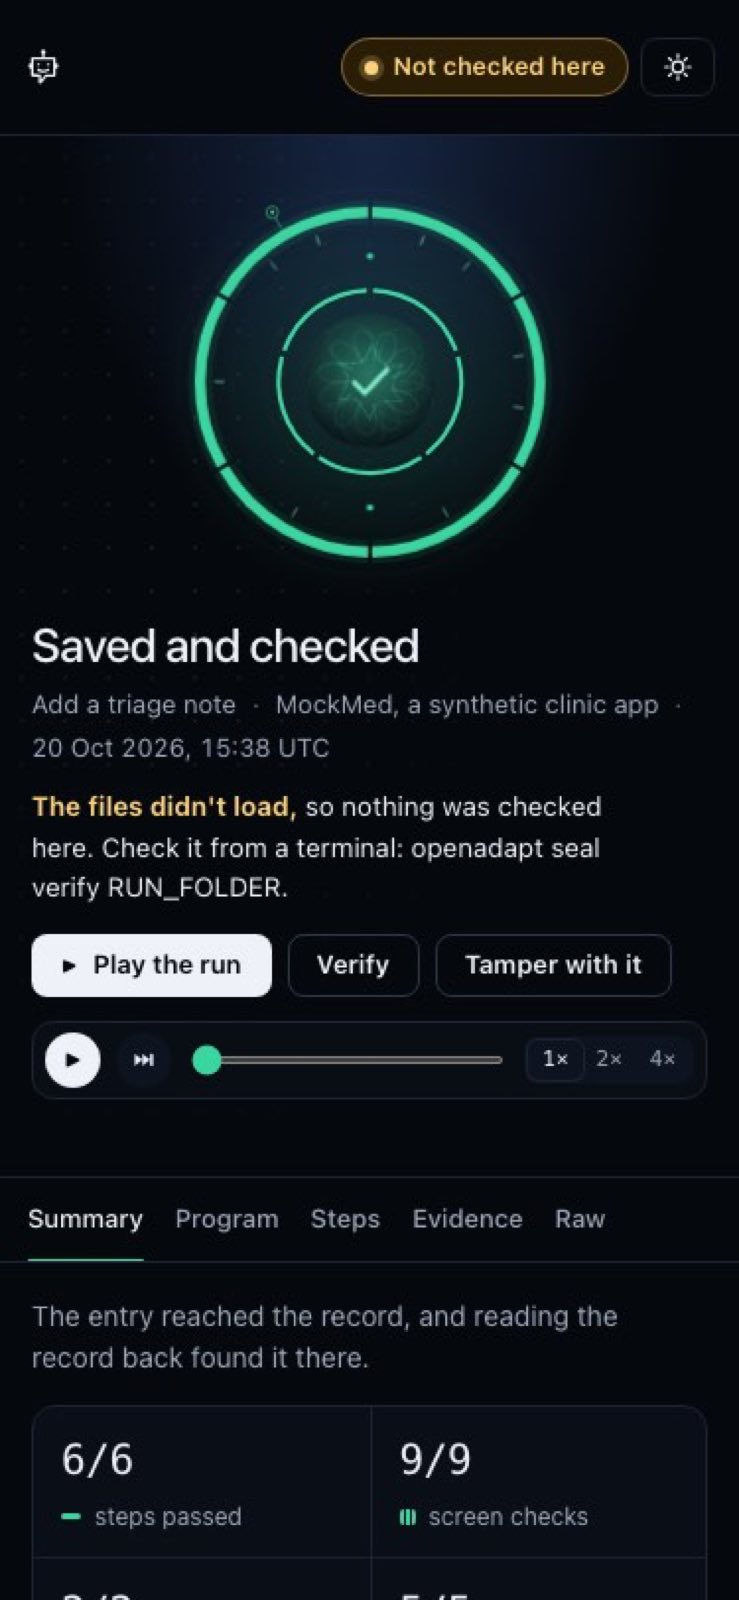 Not checked here
Saved and checked
Add a triage note · MockMed, a synthetic clinic app ·
20 Oct 2026, 15:38 UTC
The files didn't load, so nothing was checked
here. Check it from a terminal: openadapt seal
verify RUN_FOLDER.
Play the run
Verify
Tamper with it
1×
2×
4×
Summary
Program
Steps
Evidence
Raw
The entry reached the record, and reading the
record back found it there.
6/6
9/9
steps passed
screen checks